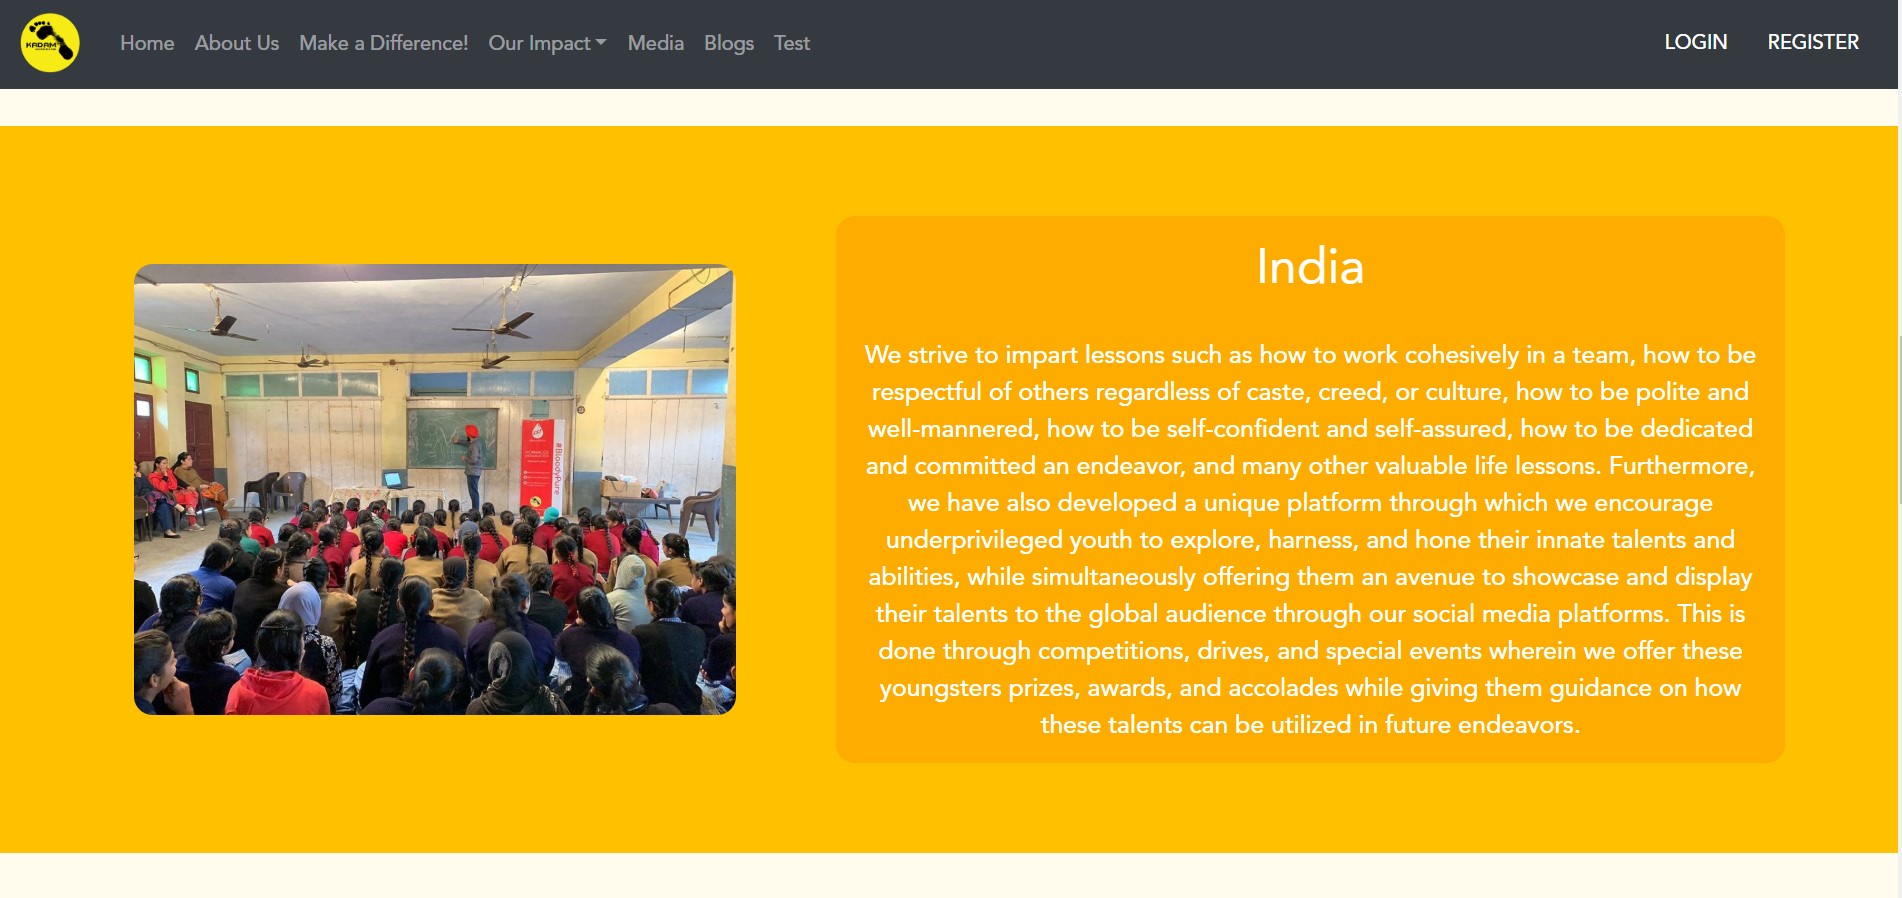 KADAM
Home
About Us
Make a Difference!
Our Impact
Media
Blogs
Test
LOGIN
REGISTER
#BloodyPure
India
We strive to impart lessons such as how to work cohesively in a team, how to be
respectful of others regardless of caste, creed, or culture, how to be polite and
well-mannered, how to be self-confident and self-assured, how to be dedicated
and committed an endeavor, and many other valuable life lessons. Furthermore,
we have also developed a unique platform through which we encourage
underprivileged youth to explore, harness, and hone their innate talents and
abilities, while simultaneously offering them an avenue to showcase and display
their talents to the global audience through our social media platforms. This is
done through competitions, drives, and special events wherein we offer these
youngsters prizes, awards, and accolades while giving them guidance on how
these talents can be utilized in future endeavors.